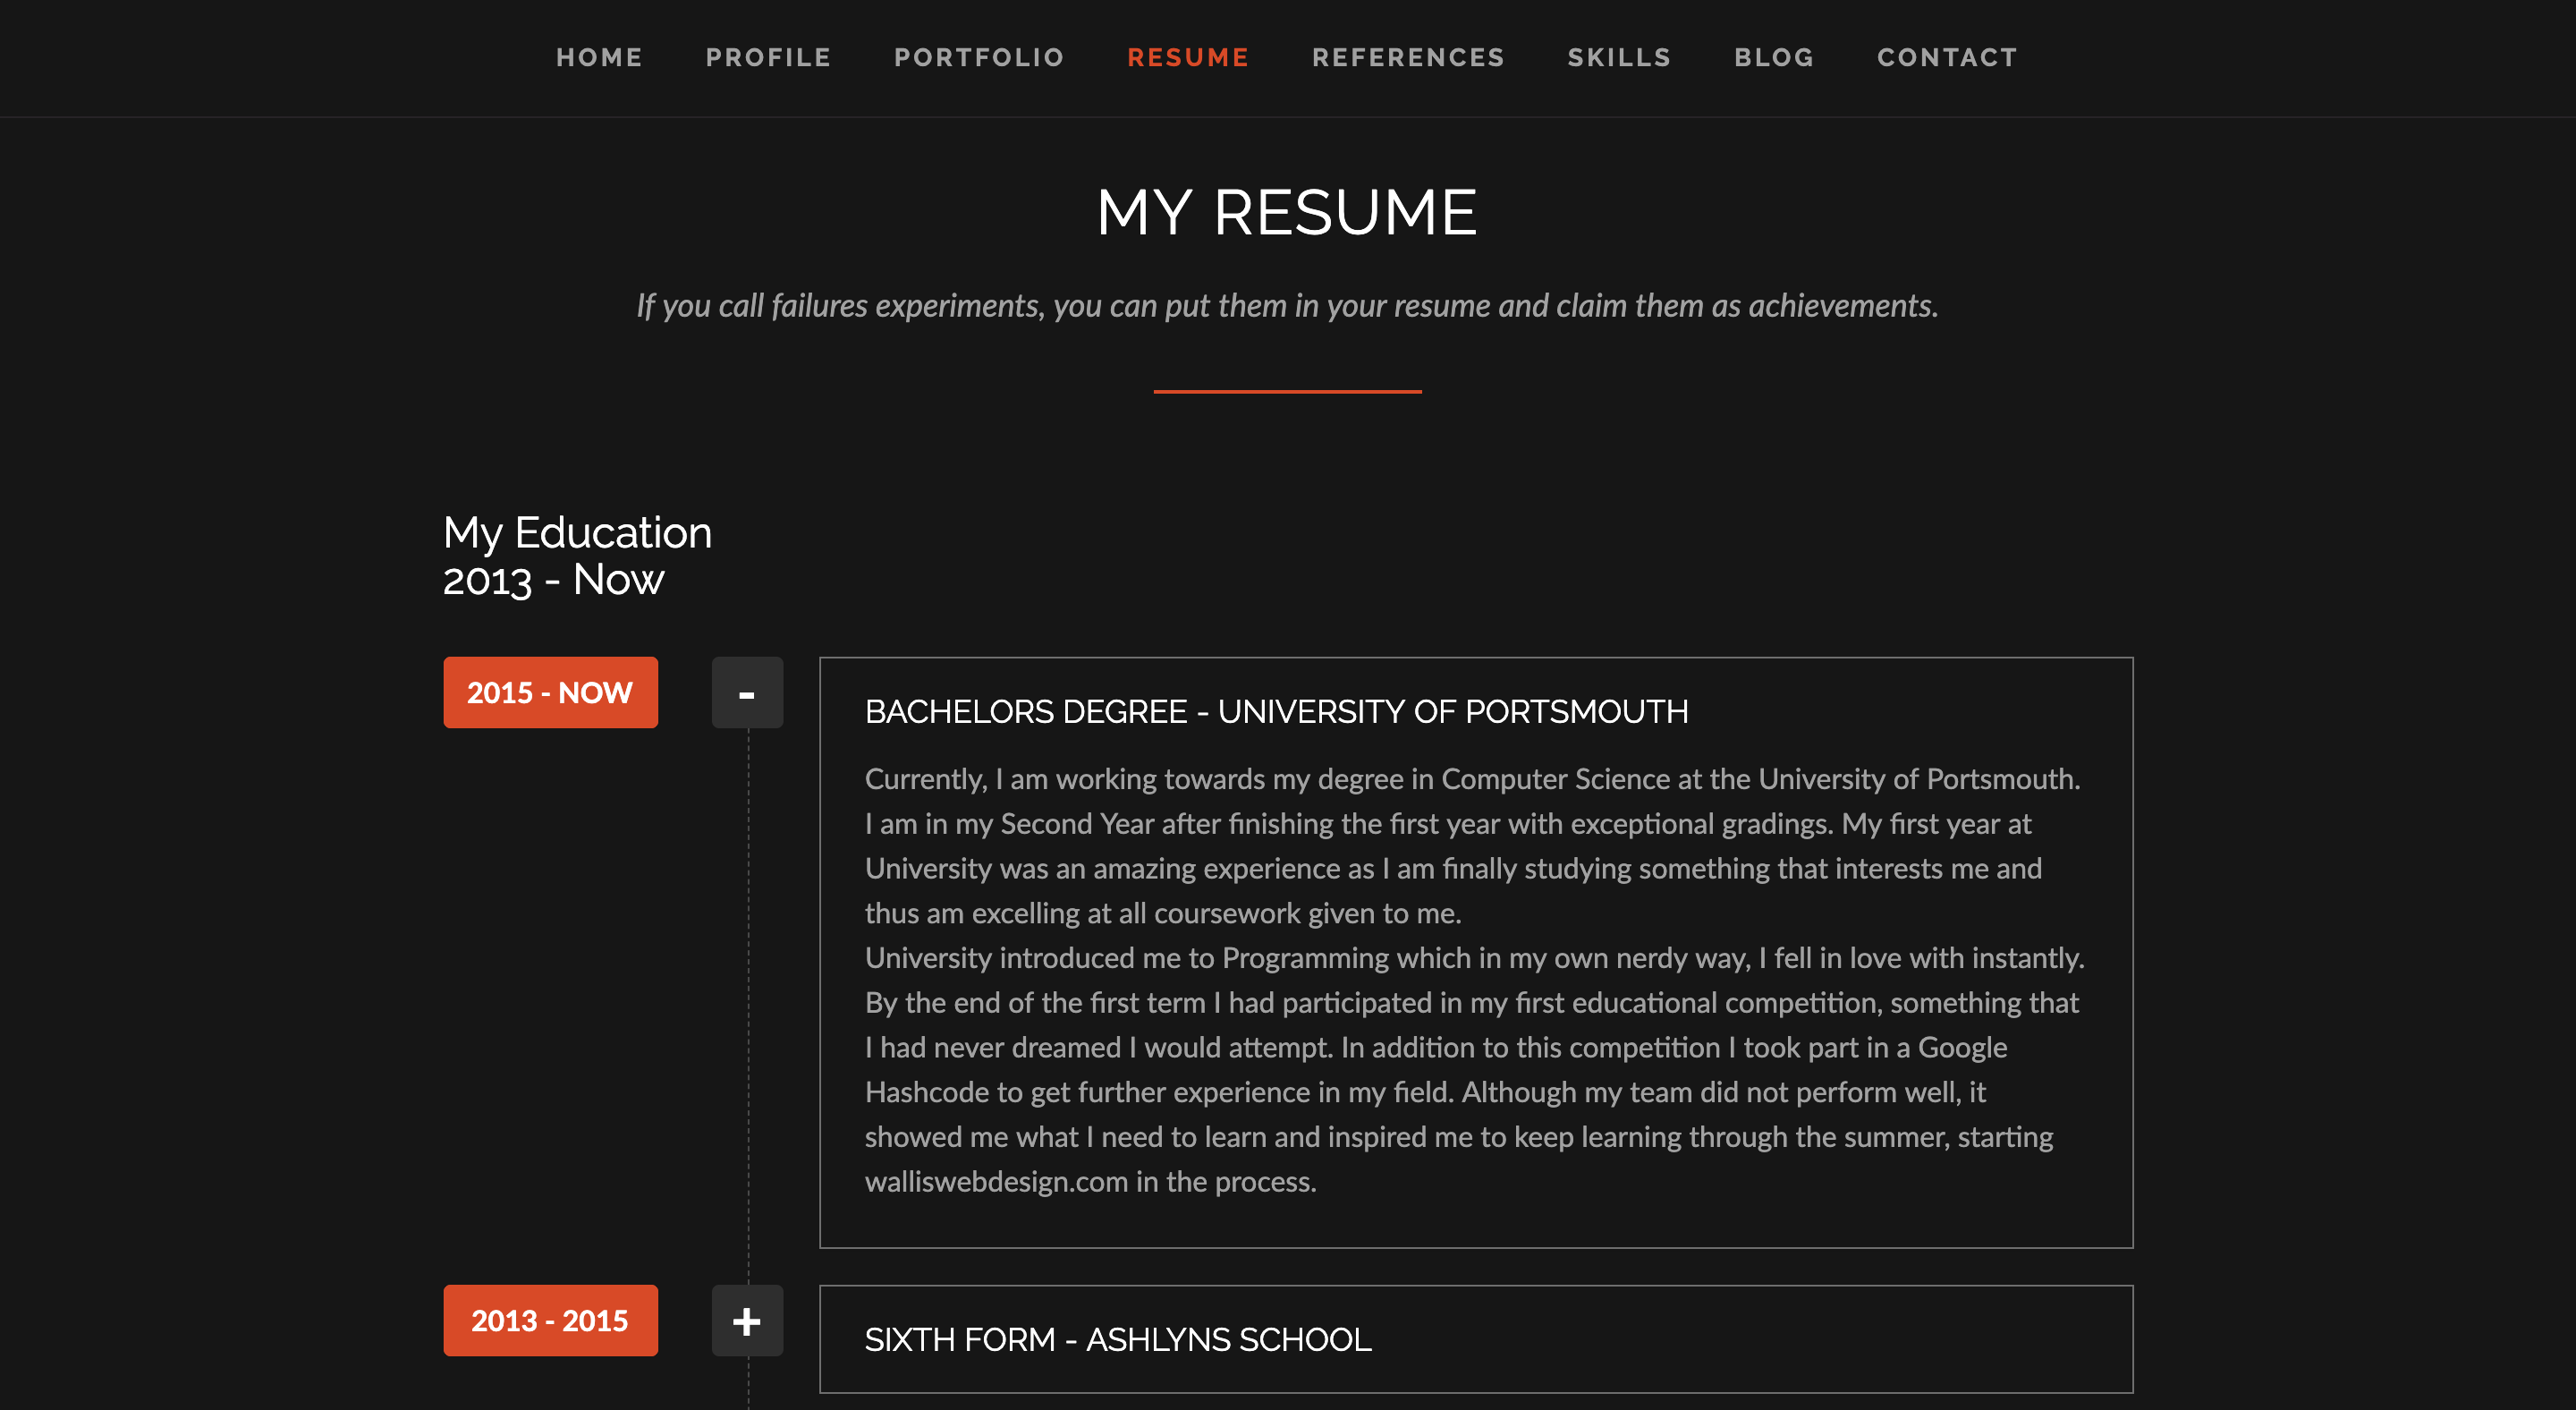 HOME PROFILE PORTFOLIO RESUME REFERENCES SKILLS BLOG CONTACT
MY RESUME
If you call failures experiments, you can put them in your resume and claim them as achievements.
My Education
2013 - Now
2015 - NOW
-
BACHELORS DEGREE - UNIVERSITY OF PORTSMOUTH
Currently, I am working towards my degree in Computer Science at the University of Portsmouth.
I am in my Second Year after finishing the first year with exceptional gradings. My first year at
University was an amazing experience as I am finally studying something that interests me and
thus am excelling at all coursework given to me.
University introduced me to Programming which in my own nerdy way, I fell in love with instantly.
By the end of the first term I had participated in my first educational competition, something that
I had never dreamed I would attempt. In addition to this competition I took part in a Google
Hashcode to get further experience in my field. Although my team did not perform well, it
showed me what I need to learn and inspired me to keep learning through the summer, starting
walliswebdesign.com in the process.
2013 - 2015
+
SIXTH FORM - ASHLYNS SCHOOL